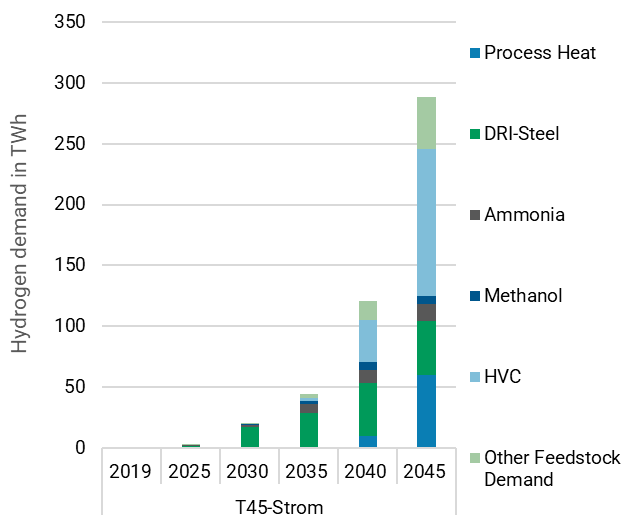 Hydrogen demand in TWh
350
300
250
200
150
100
50
0
2019 2025 2030 2035 2040 2045
T45-Strom
Process Heat
DRI-Steel
Ammonia
Methanol
HVC
Other Feedstock
Demand